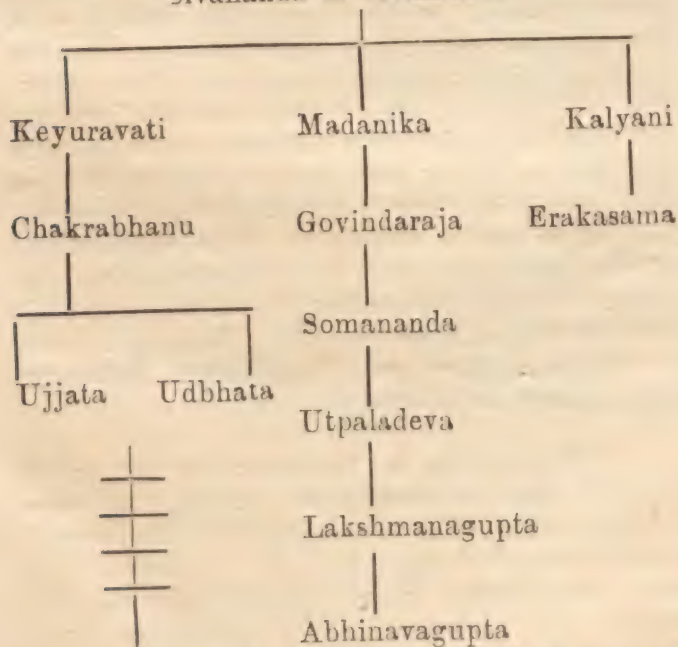 Keyuravati Madanika Kalyani
Chakrabhanu Govindaraja Erakasama
Somananda
Ujjata Udbhata
Utpaladeva
Lakshmanagupta
Abhinavagupta